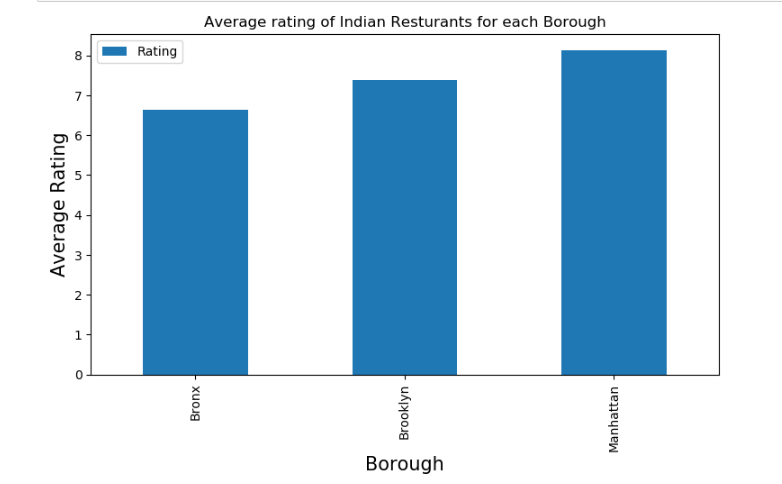 Average rating of Indian Resturants for each Borough
Rating
Average Rating
8
7
6
5
4
3
2
1
0
Bronx
Brooklyn
Manhattan
Borough